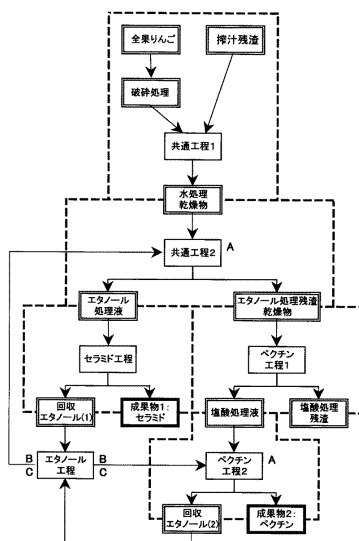 全果りんご
搾汁残渣
破砕処理
共通工程1
水処理
乾燥物
共通工程2
A
エタノール
処理液
エタノール処理残渣
乾燥物
セラミド工程
ペクチン
工程1
回収
エタノール(1)
成果物1:
セラミド
塩酸処理液
塩酸処理
残渣
B
C
エタノール
工程
B
C
ペクチン
工程2
A
回収
エタノール(2)
成果物2:
ペクチン